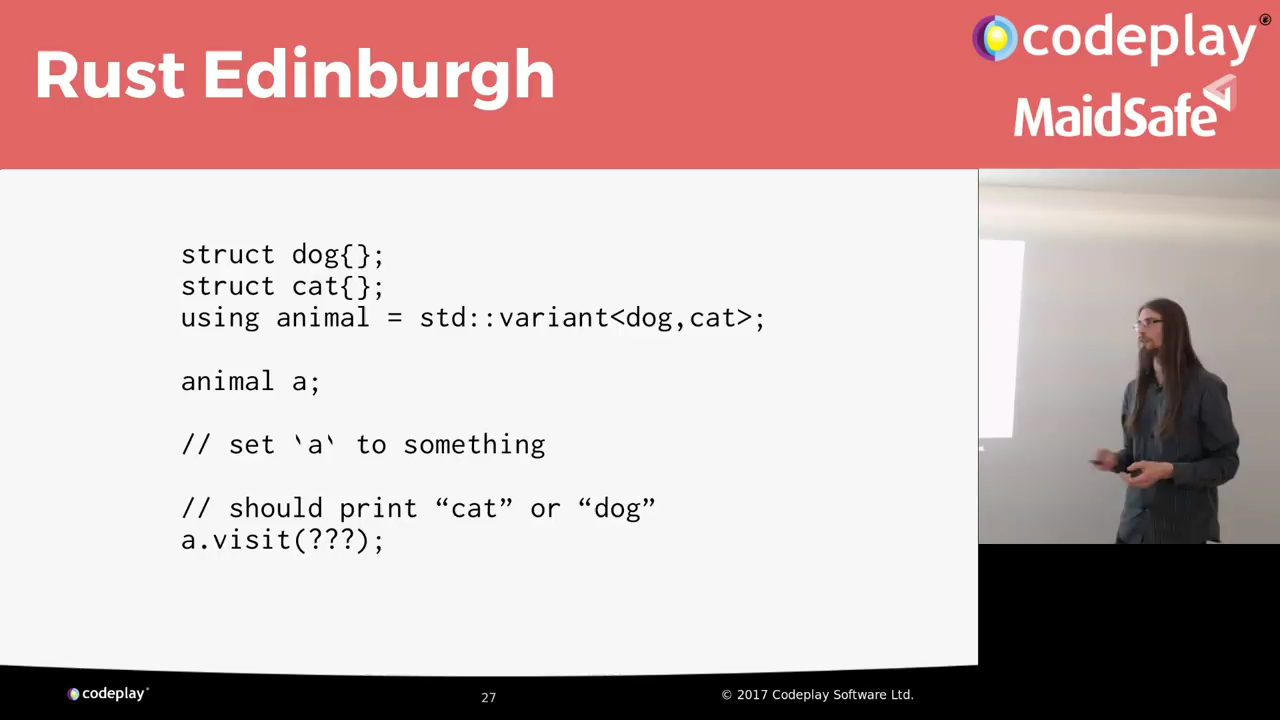 Rust Edinburgh
codeplay®
MaidSafe
struct dog{};
struct cat{};
using animal = std::variant<dog,cat>;
animal a;
// set `a` to something
// should print “cat” or “dog”
a.visit(???);
codeplay®
27
© 2017 Codeplay Software Ltd.